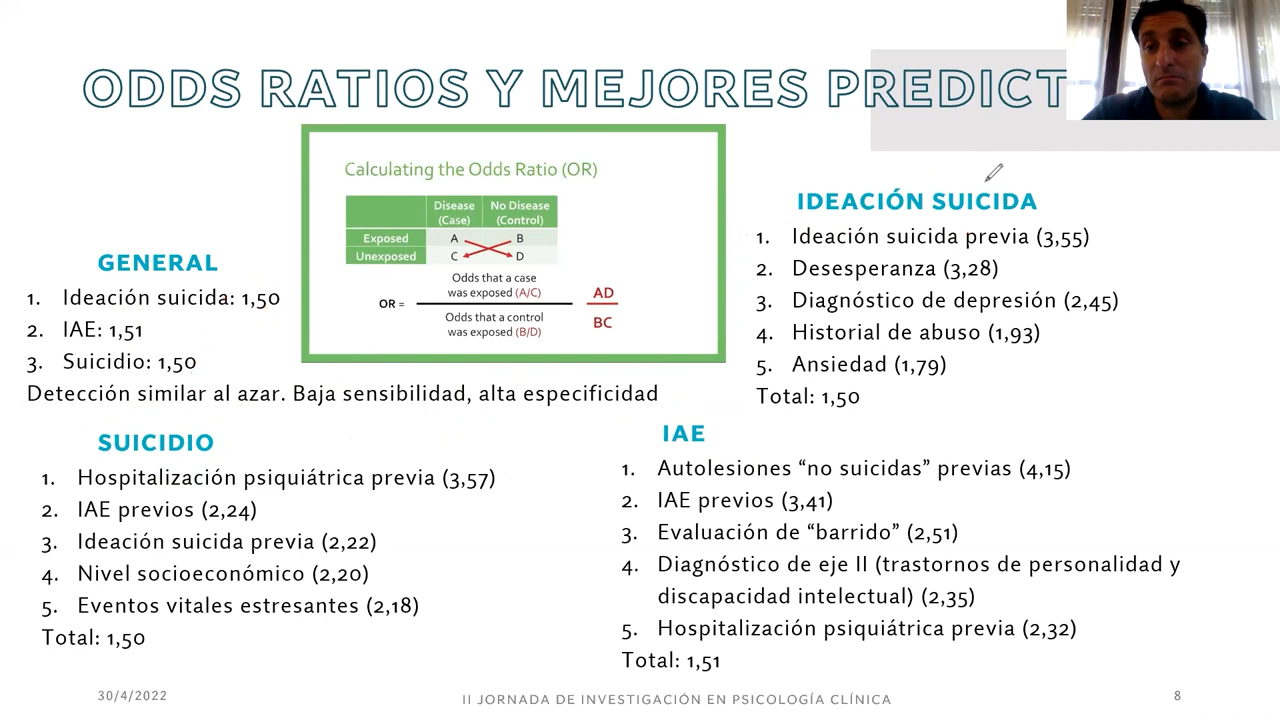 ODDS RATIOS Y MEJORES PREDICT
Calculating the Odds Ratio (OR)
Disease (Case)
No Disease (Control)
Exposed A B
Unexposed C D
OR =
Odds that a case
was exposed (A/C)
Odds that a control
was exposed (B/D)
AD
BC
GENERAL
1. Ideación suicida: 1,50
2. IAE: 1,51
3. Suicidio: 1,50
Detección similar al azar. Baja sensibilidad, alta especificidad
IDEACIÓN SUICIDA
1. Ideación suicida previa (3,55)
2. Desesperanza (3,28)
3. Diagnóstico de depresión (2,45)
4. Historial de abuso (1,93)
5. Ansiedad (1,79)
Total: 1,50
SUICIDIO
1. Hospitalización psiquiátrica previa (3,57)
2. IAE previos (2,24)
3. Ideación suicida previa (2,22)
4. Nivel socioeconómico (2,20)
5. Eventos vitales estresantes (2,18)
Total: 1,50
IAE
1. Autolesiones “no suicidas” previas (4,15)
2. IAE previos (3,41)
3. Evaluación de “barrido” (2,51)
4. Diagnóstico de eje II (trastornos de personalidad y
discapacidad intelectual) (2,35)
5. Hospitalización psiquiátrica previa (2,32)
Total: 1,51
30/4/2022
II JORNADA DE INVESTIGACIÓN EN PSICOLOGÍA CLÍNICA
8